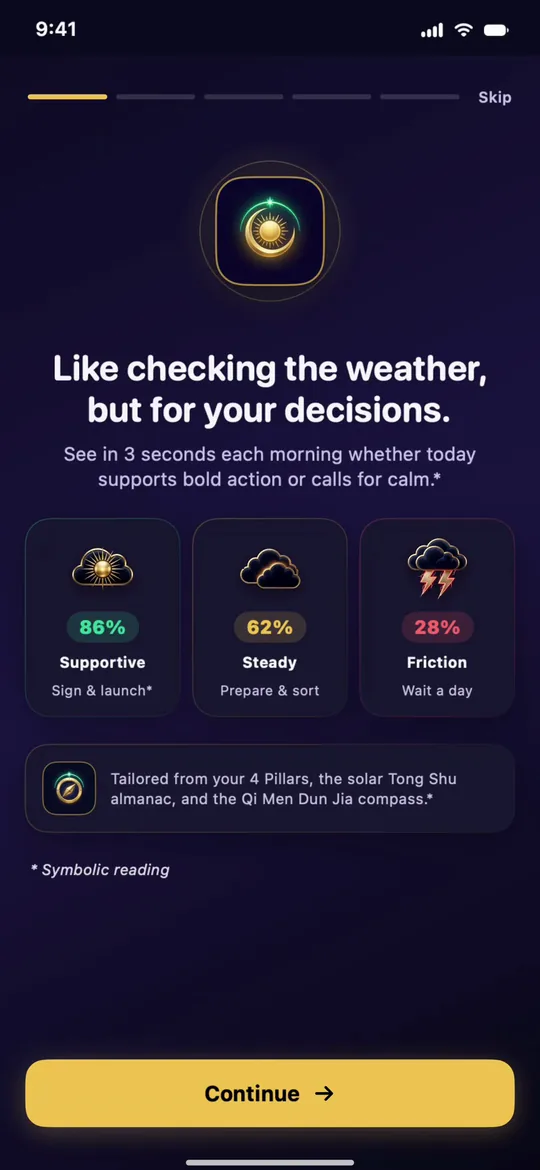 9:41
Skip
Like checking the weather,
but for your decisions.
See in 3 seconds each morning whether today
supports bold action or calls for calm.*
86%
Supportive
Sign & launch*
62%
Steady
Prepare & sort
28%
Friction
Wait a day
Tailored from your 4 Pillars, the solar Tong Shu
almanac, and the Qi Men Dun Jia compass.*
* Symbolic reading
Continue →